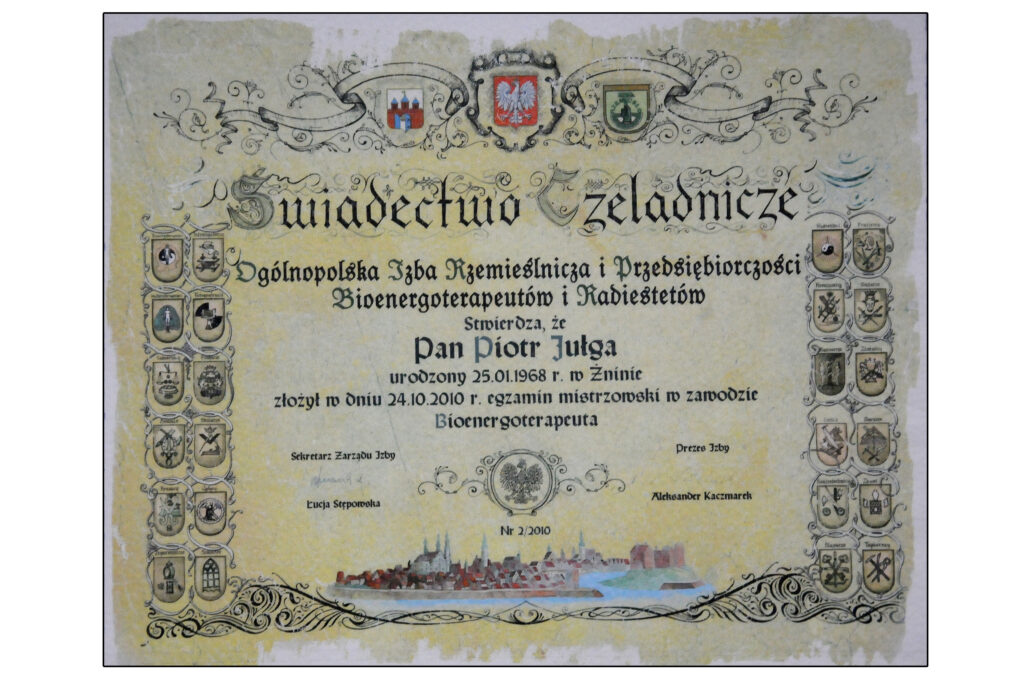 Świadectwo Czeladnicze
Ogólnopolska Izba Rzemieślnicza i Przedsiębiorczości
Bioenergoterapeutów i Radiestetów
Stwierdza, że
Pan Piotr Jułga
urodzony 25.01.1968 r. w Żninie
złożył w dniu 24.10.2010 r. egzamin mistrzowski w zawodzie
Bioenergoterapeuta
Sekretarz Zarządu Izby
Prezes Izby
Łucja Stępowska
Aleksander Kaczmarek
Nr 2/2010